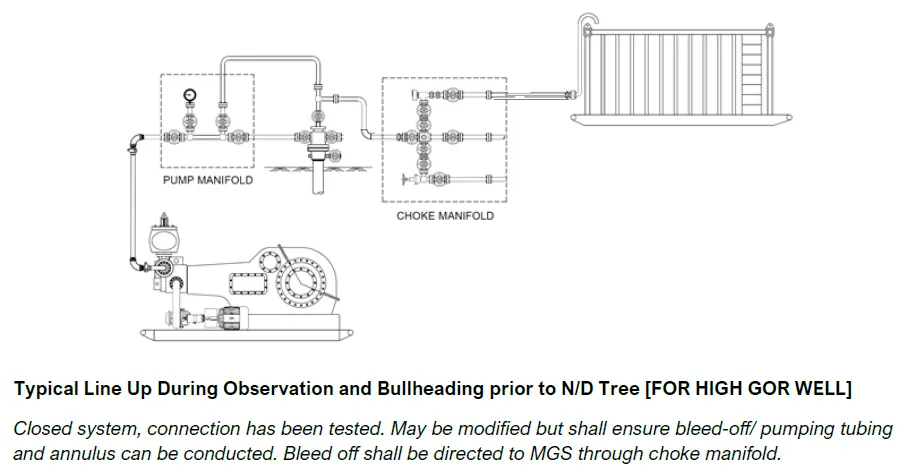 PUMP MANIFOLD
CHOKE MANIFOLD
Typical Line Up During Observation and Bullheading prior to N/D Tree [FOR HIGH GOR WELL]
Closed system, connection has been tested. May be modified but shall ensure bleed-off/ pumping tubing
and annulus can be conducted. Bleed off shall be directed to MGS through choke manifold.